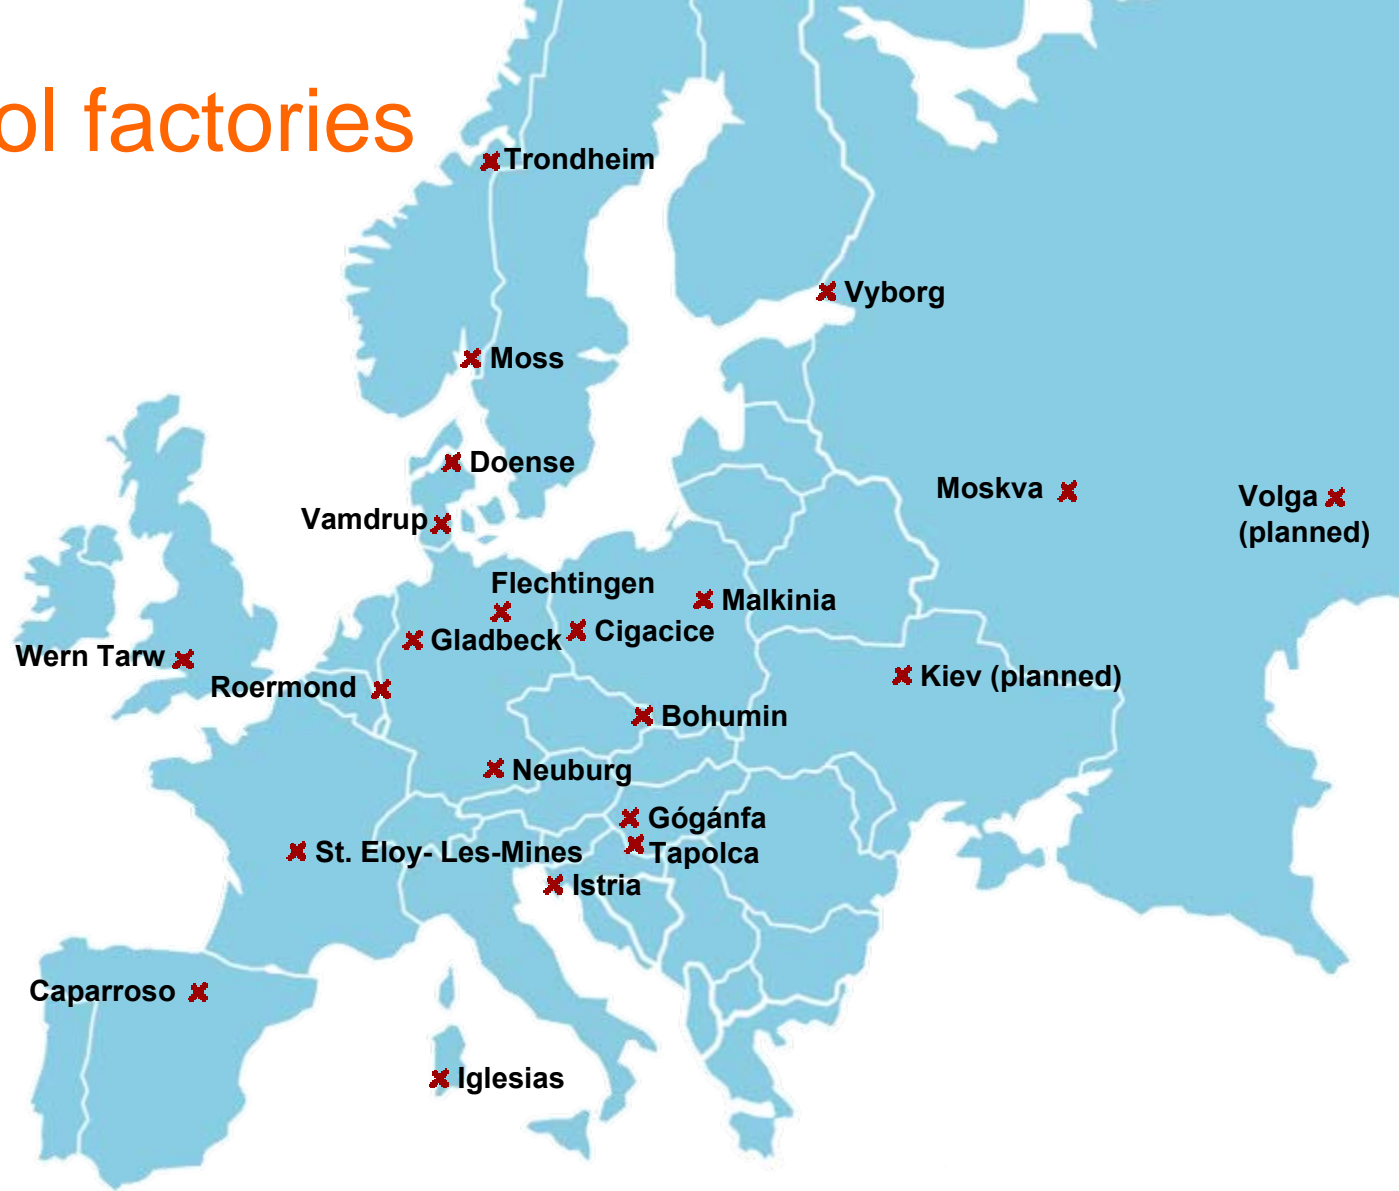 ol factories
Trondheim
Vyborg
Moss
Doense
Moskva
Volga
(planned)
Vamdrup
Flechtingen
Malkinia
Cigacice
Gladbeck
Wern Tarw
Kiev (planned)
Roermond
Bohumin
Neuburg
Gógánfa
St. Eloy- Les-Mines
Tapolca
Istria
Caparroso
Iglesias